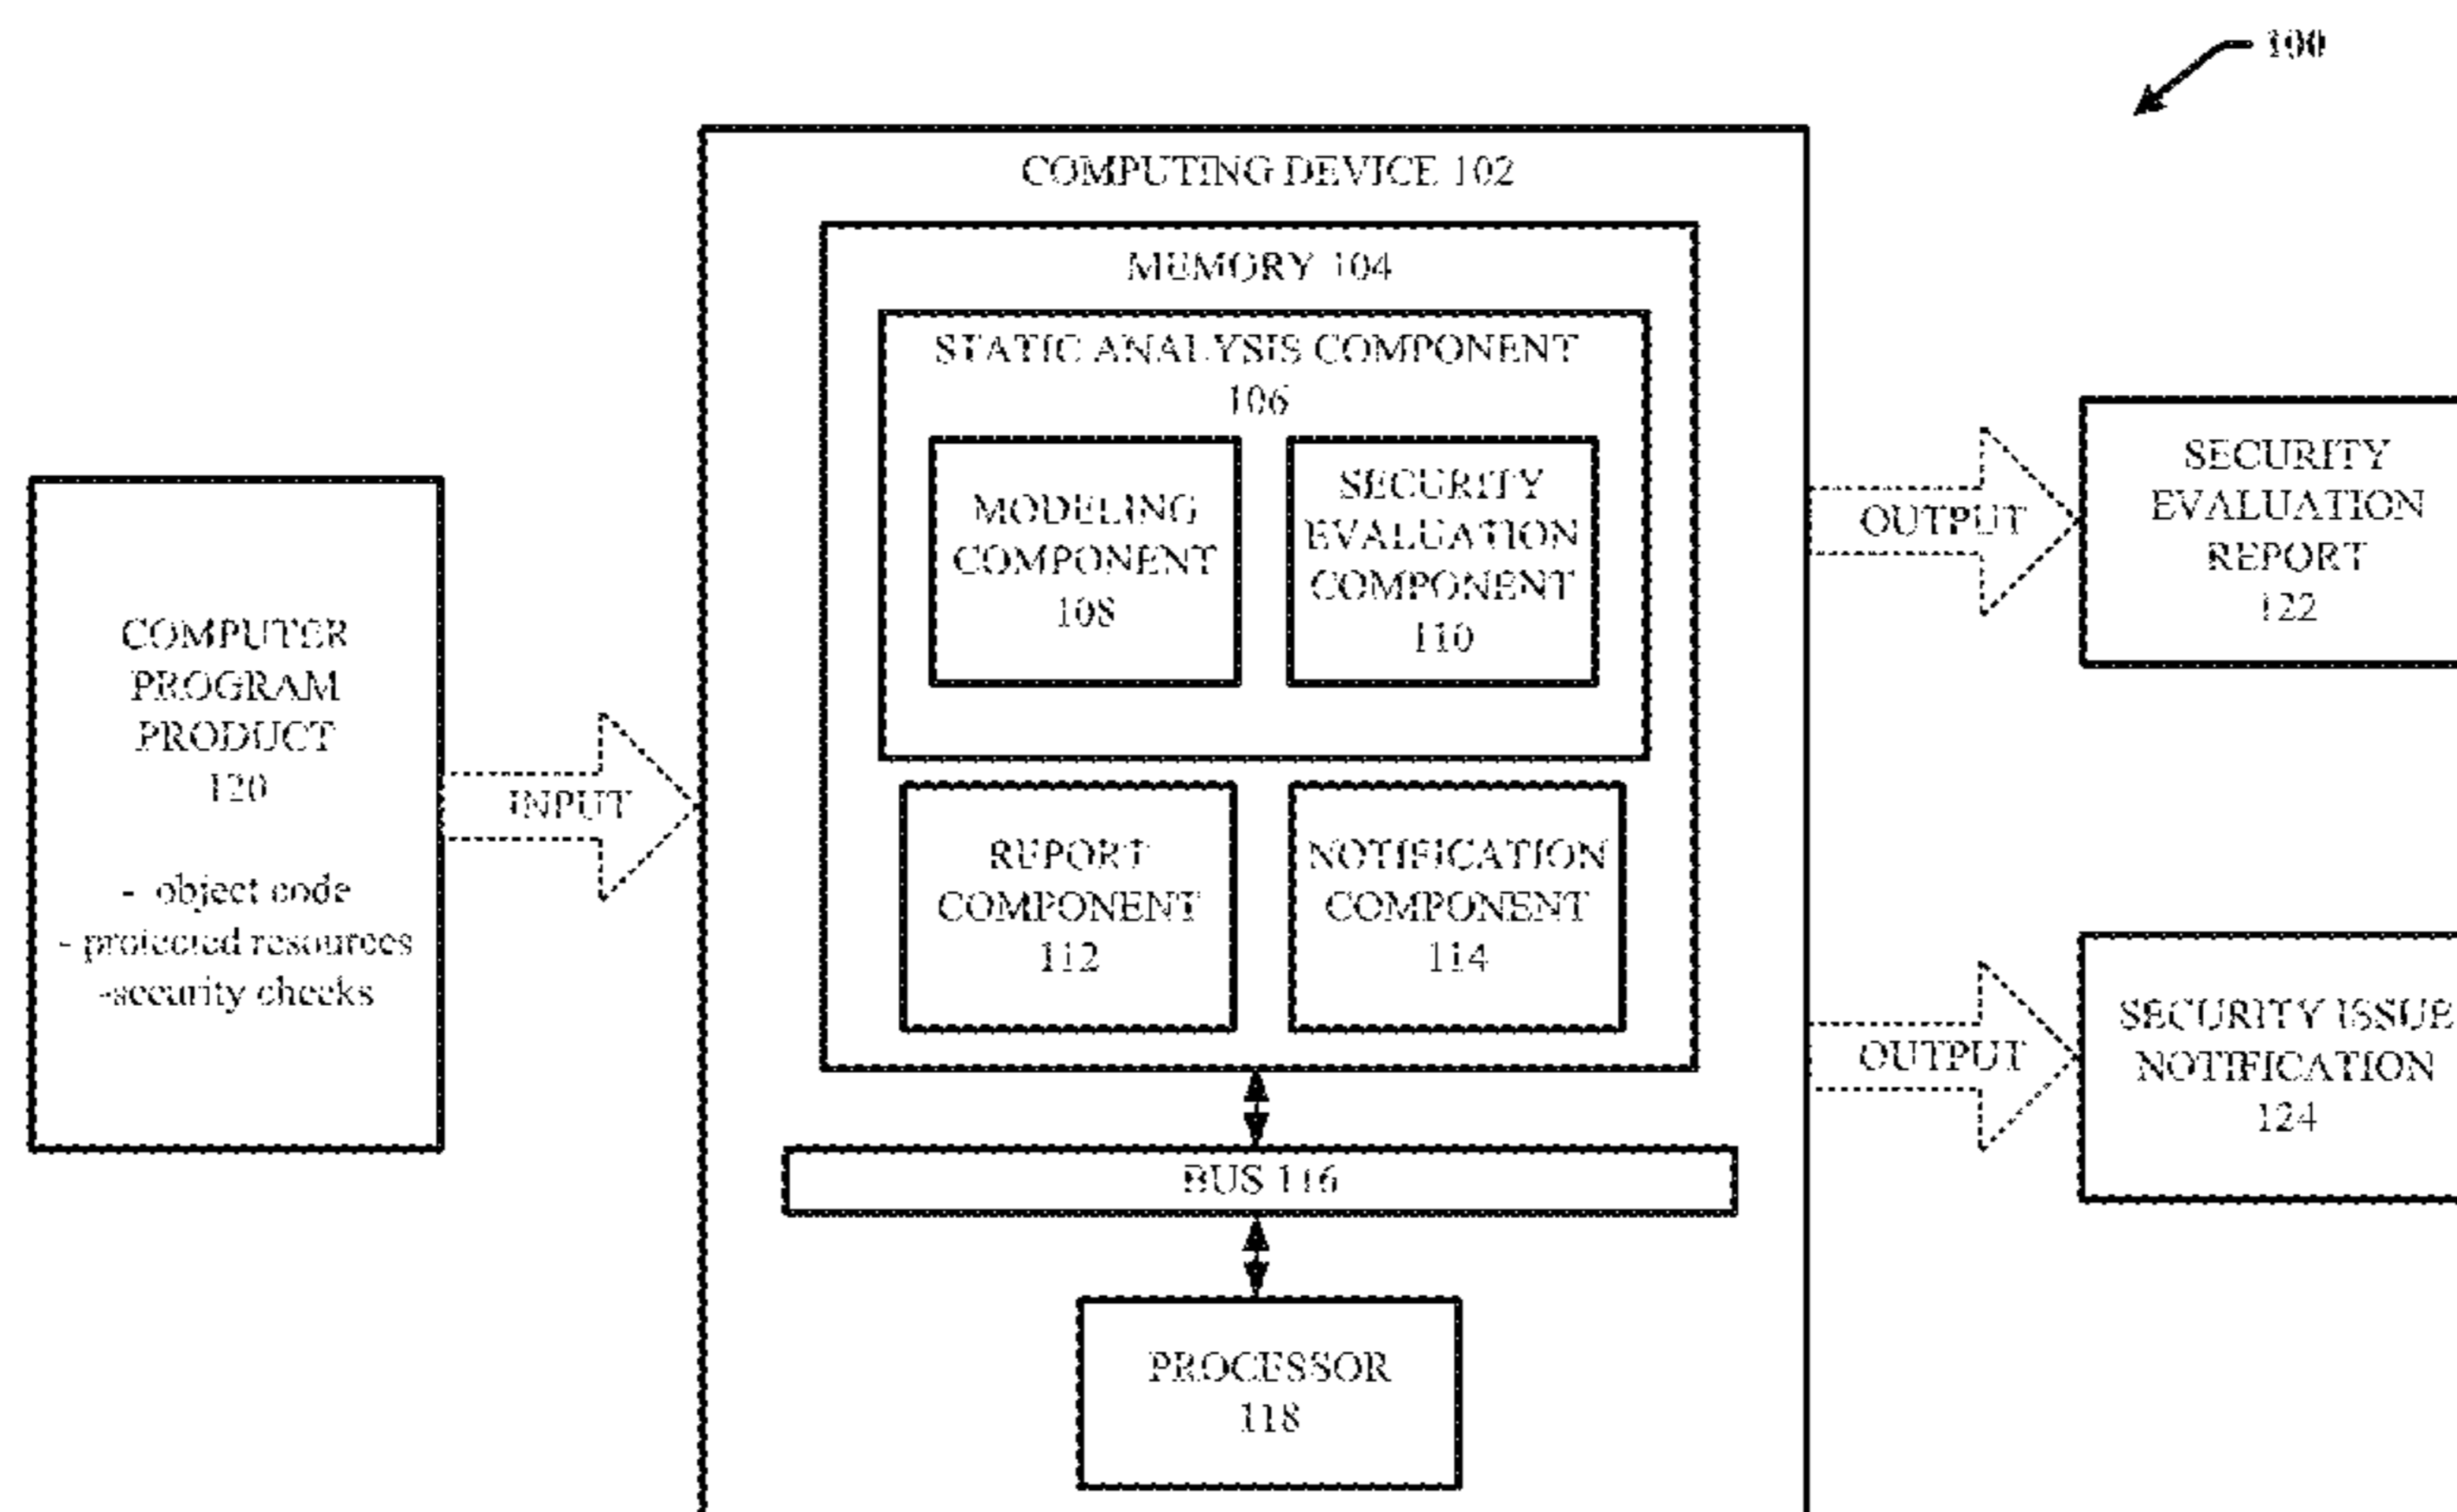 100
COMPUTING DEVICE 102
MEMORY 104
STATIC ANALYSIS COMPONENT
106
MODELING
COMPONENT
108
SECURITY
EVALUATION
COMPONENT
110
REPORT
COMPONENT
112
NOTIFICATION
COMPONENT
114
BUS 116
PROCESSOR
118
COMPUTER
PROGRAM
PRODUCT
120
- object code
- protected resources
-security checks
INPUT
OUTPUT
SECURITY
EVALUATION
REPORT
122
OUTPUT
SECURITY ISSUE
NOTIFICATION
124